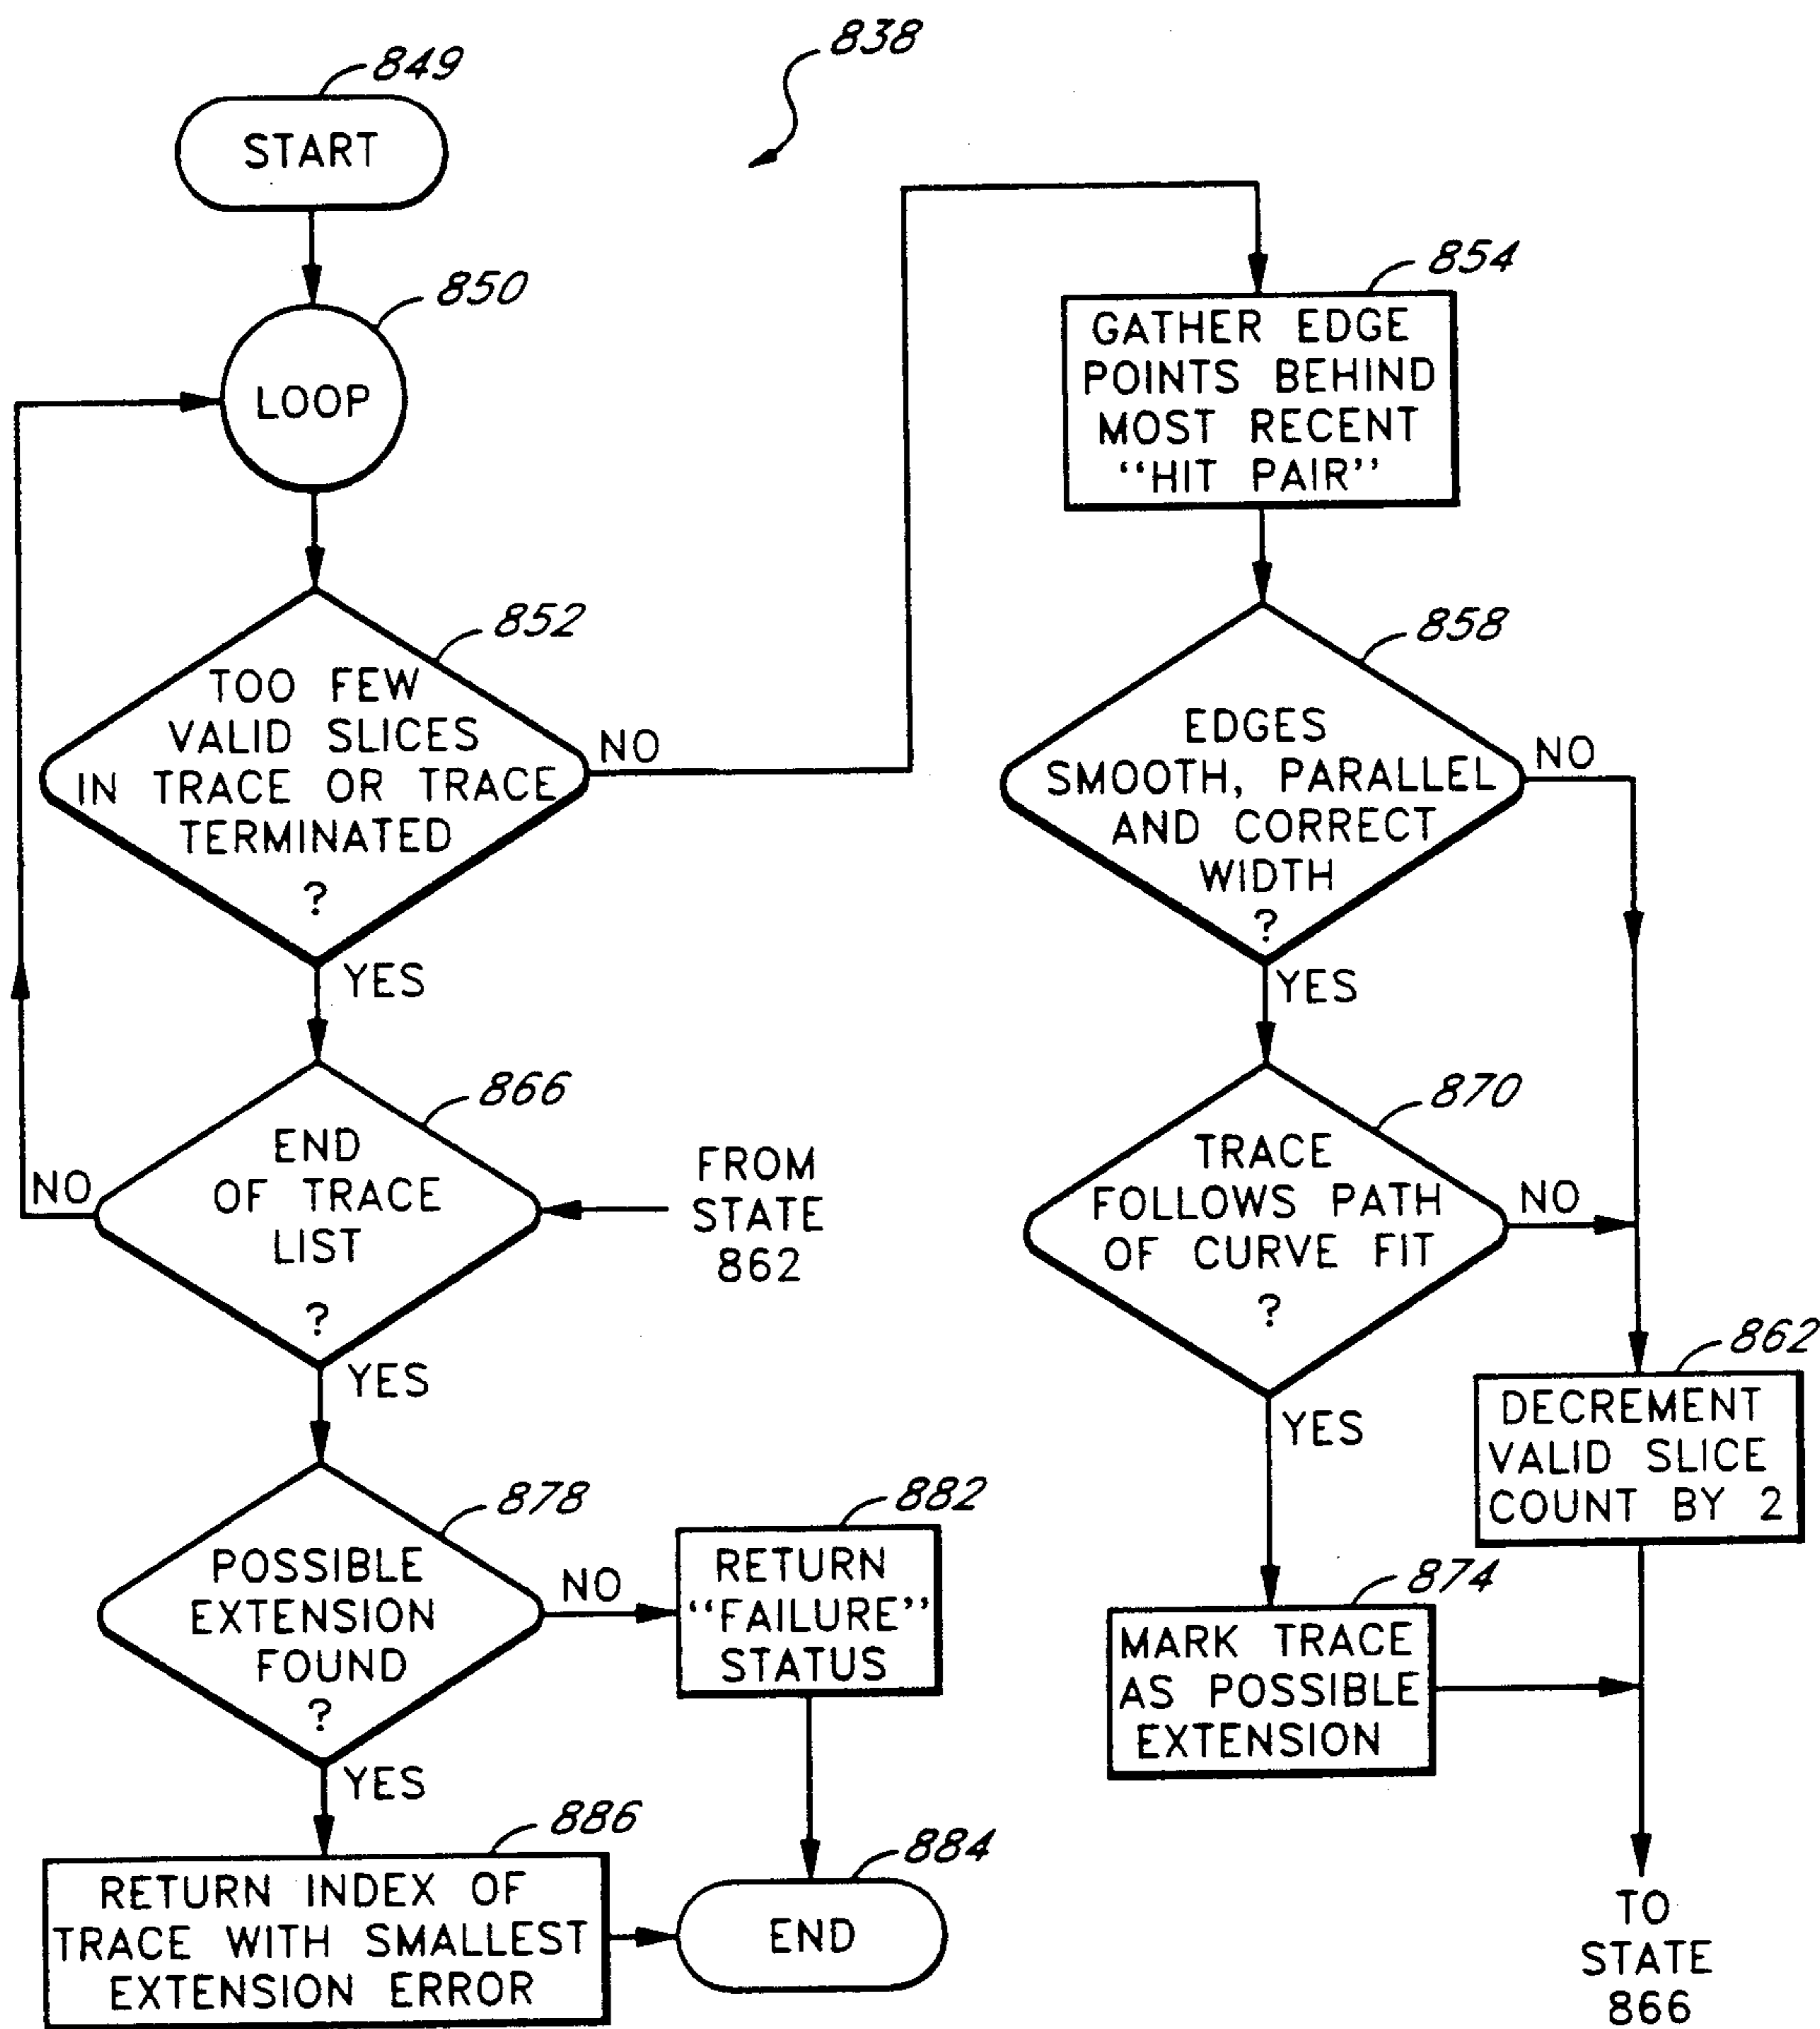 838
849
START
850
LOOP
852
TOO FEW
VALID SLICES
IN TRACE OR TRACE
TERMINATED
?
NO
YES
866
END
OF TRACE
LIST
?
NO
FROM
STATE
862
YES
878
POSSIBLE
EXTENSION
FOUND
?
NO
882
RETURN
"FAILURE"
STATUS
YES
886
RETURN INDEX OF
TRACE WITH SMALLEST
EXTENSION ERROR
884
END
854
GATHER EDGE
POINTS BEHIND
MOST RECENT
"HIT PAIR"
858
EDGES
SMOOTH, PARALLEL
AND CORRECT
WIDTH
?
NO
YES
870
TRACE
FOLLOWS PATH
OF CURVE FIT
?
NO
YES
862
DECREMENT
VALID SLICE
COUNT BY 2
874
MARK TRACE
AS POSSIBLE
EXTENSION
TO
STATE
866